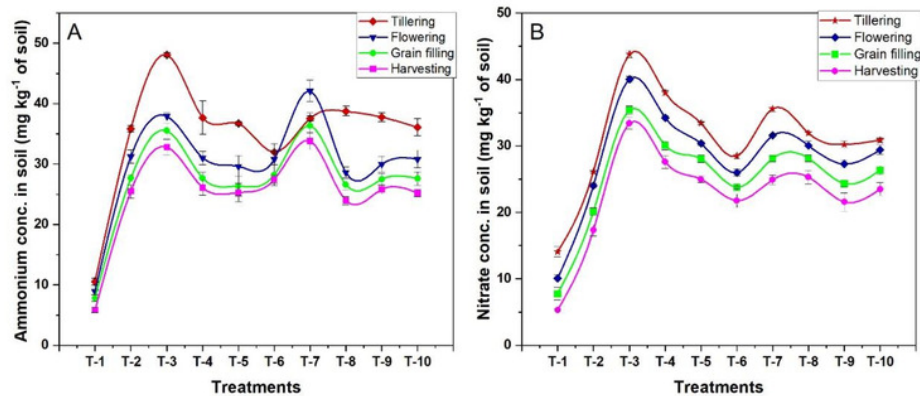 A
Tillering
Flowering
Grain filling
Harvesting
Ammonium conc. in soil (mg kg⁻¹ of soil)
50
40
30
20
10
0
T-1 T-2 T-3 T-4 T-5 T-6 T-7 T-8 T-9 T-10
Treatments
B
Tillering
Flowering
Grain filling
Harvesting
Nitrate conc. in soil (mg kg⁻¹ of soil)
50
40
30
20
10
0
T-1 T-2 T-3 T-4 T-5 T-6 T-7 T-8 T-9 T-10
Treatments